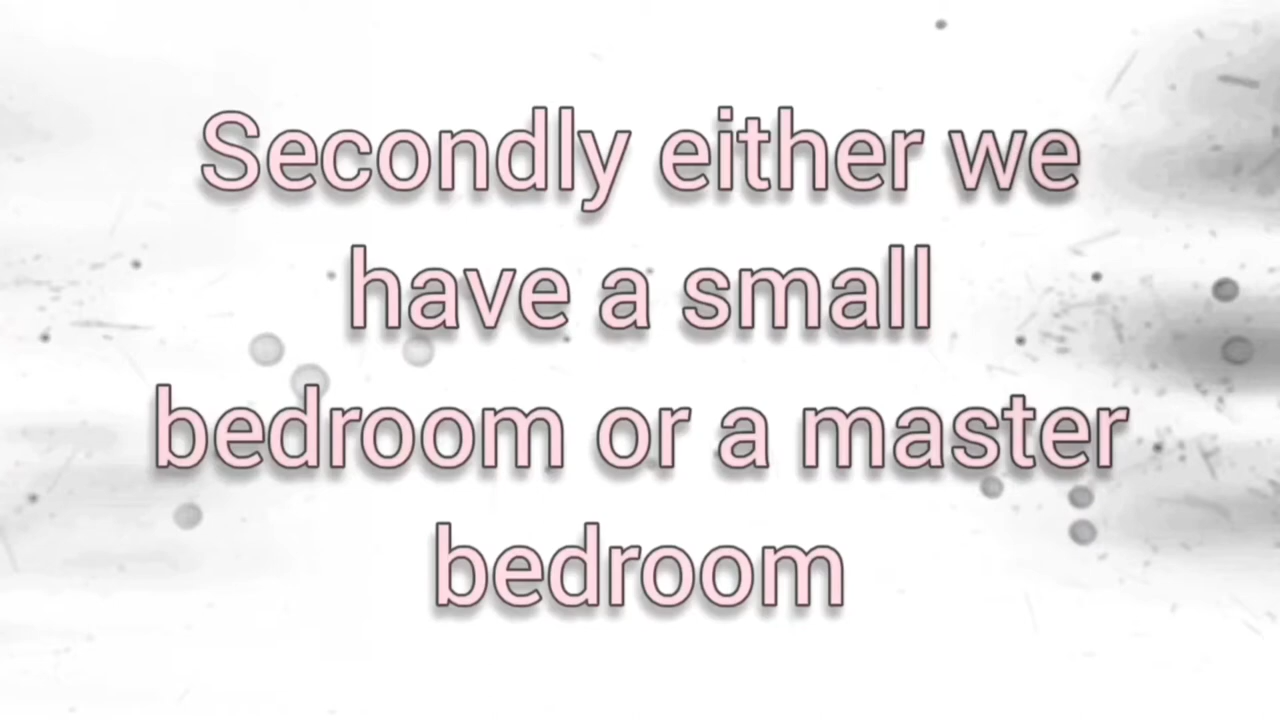 Secondly either we
have a small
bedroom or a master
bedroom